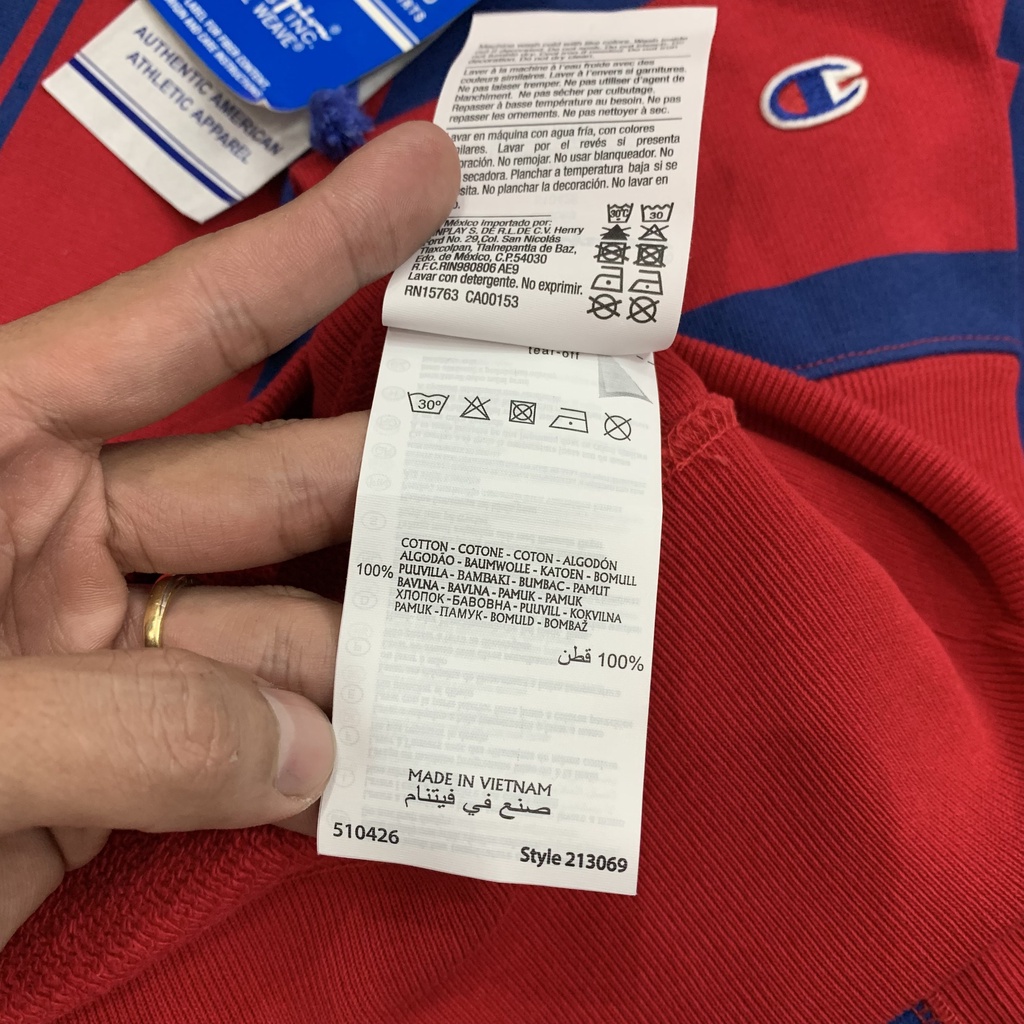 INC.
WEAVE®
AUTHENTIC AMERICAN
ATHLETIC APPAREL
Laver à la machine à l'eau froide avec des
couleurs similaires. Laver à l'envers si garnitures.
Ne pas laisser tremper. Ne pas utiliser d'agent de
blanchiment. Ne pas sécher par culbutage.
Repasser à basse température au besoin. Ne pas
repasser les ornements. Ne pas nettoyer à sec.
avar en máquina con agua fría, con colores
ilares. Lavar por el revés si presenta
oración. No remojar. No usar blanqueador. No
secadora. Planchar a temperatura baja si se
sita. No planchar la decoración. No lavar en
México Importado por:
NPLAY S. DE R.L.DE C.V. Henry
ord No. 29,Col. San Nicolás
Tlaxcolpan, Tlalnepantla de Baz,
Edo. de México, C.P.54030
R.F.C.RIN980806 AE9
Lavar con detergente. No exprimir.
RN15763 CA00153
30°C 30
tear-off
30°
COTTON - COTONE - COTON - ALGODÓN
ALGODÃO - BAUMWOLLE - KATOEN - BOMULL
100% PUUVILLA - BAMBAKI - BUMBAC - PAMUT
BAVLNA - BAVLNA - PAMUK - PAMUK
ХЛОПОК - БАВОВНА - PUUVILL - KOKVILNA
PAMUK - ПАМУК - BOMULD - BOMBAŽ
100% قطن
MADE IN VIETNAM
صنع في فيتنام
510426
Style 213069